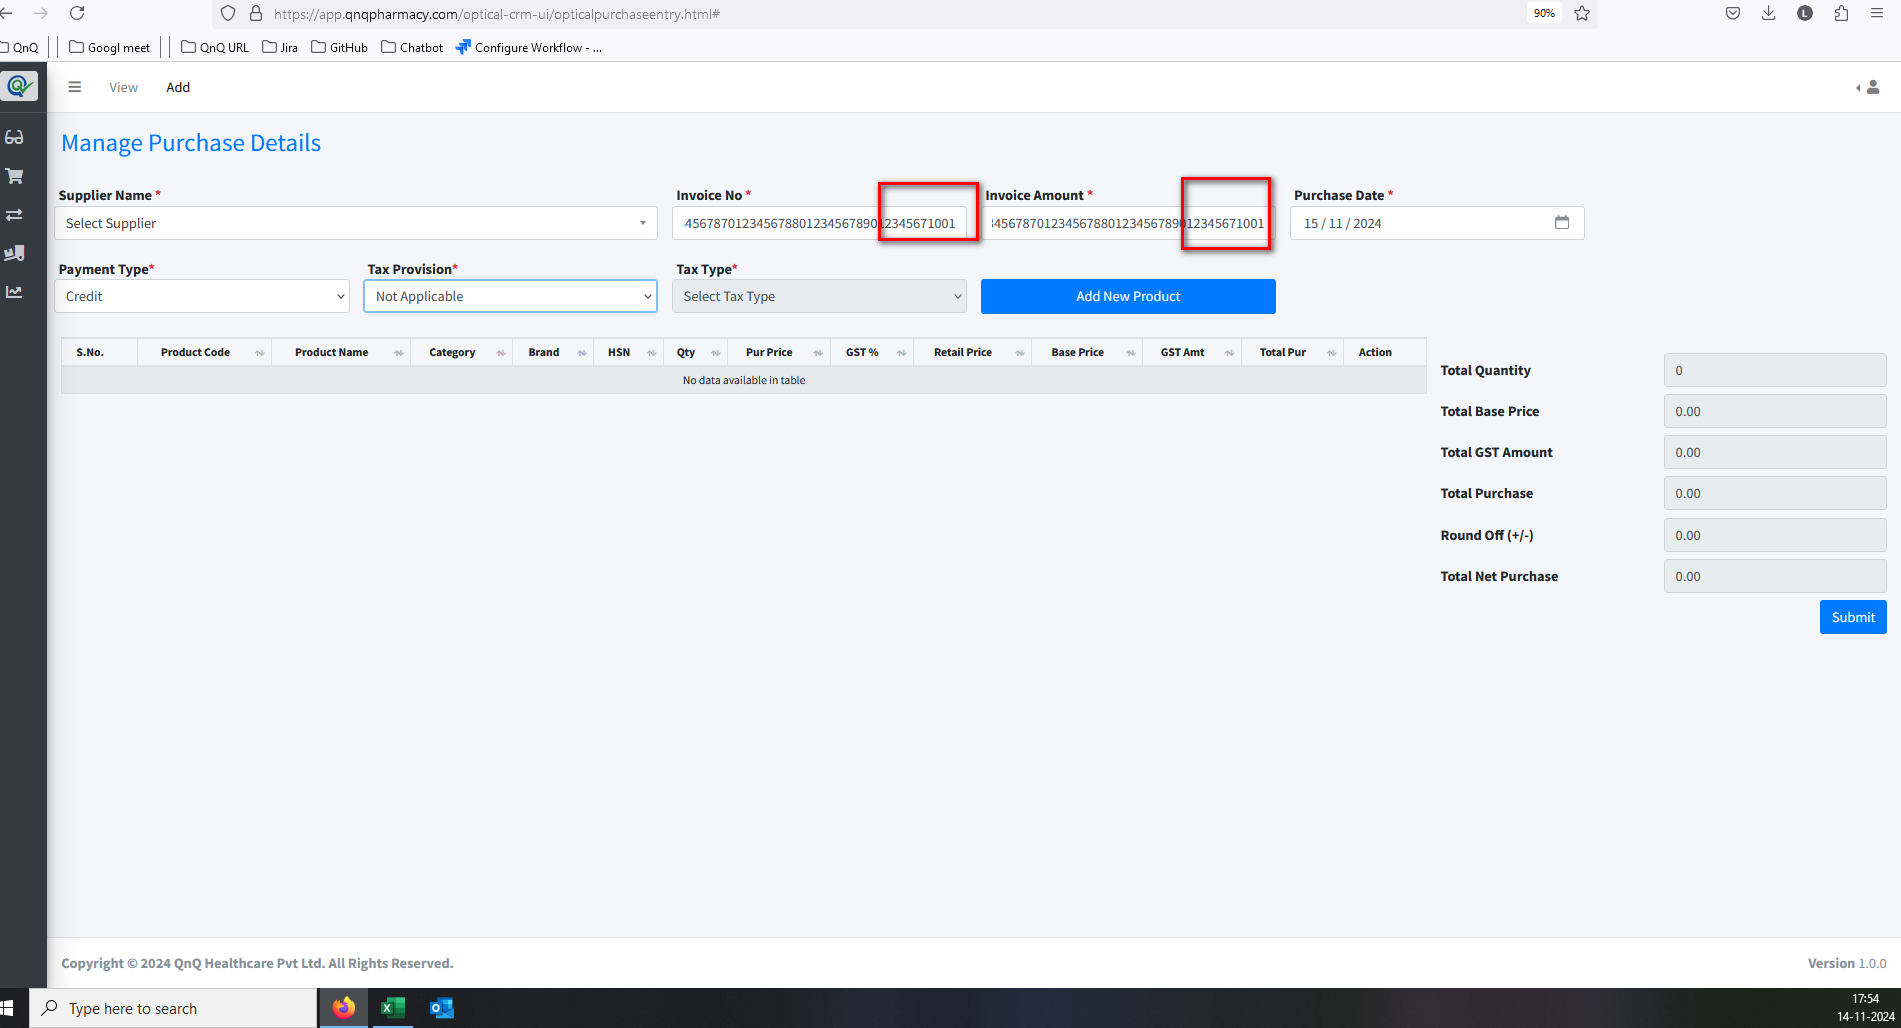 https://app.qnqpharmacy.com/optical-crm-ui/opticalpurchaseentry.html#
90%
L
QnQ
Googl meet
QnQ URL
Jira
GitHub
Chatbot
Configure Workflow - ...
View
Add
Manage Purchase Details
Supplier Name *
Invoice No *
Invoice Amount *
Purchase Date *
Select Supplier
45678701234567880123456789012345671001
345678701234567880123456789012345671001
15 / 11 / 2024
Payment Type*
Tax Provision*
Tax Type*
Credit
Not Applicable
Select Tax Type
Add New Product
S.No. Product Code Product Name Category Brand HSN Qty Pur Price GST % Retail Price Base Price GST Amt Total Pur Action
No data available in table
Total Quantity 0
Total Base Price 0.00
Total GST Amount 0.00
Total Purchase 0.00
Round Off (+/-) 0.00
Total Net Purchase 0.00
Submit
Copyright © 2024 QnQ Healthcare Pvt Ltd. All Rights Reserved.
Version 1.0.0
Type here to search
17:54
14-11-2024